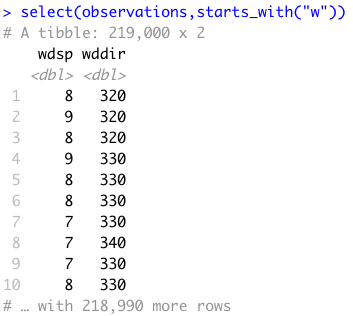 > select(observations,starts_with("w"))
# A tibble: 219,000 x 2
wdsp wddir
<dbl> <dbl>
1 8 320
2 9 320
3 8 320
4 9 330
5 8 330
6 8 330
7 7 330
8 7 340
9 7 330
10 8 330
# … with 218,990 more rows